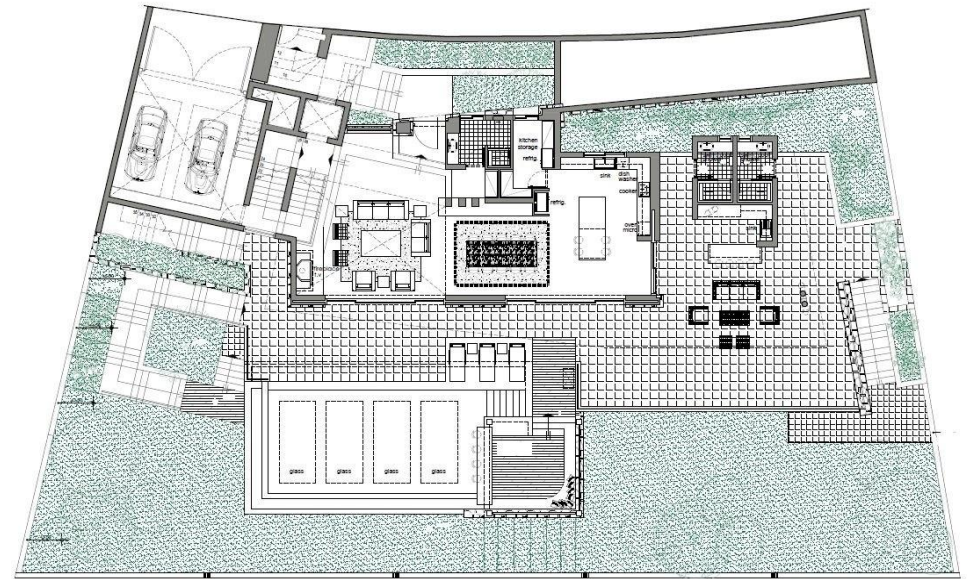 kitchen
storage
refrig.
sink
dish
washer
cooker
refrig.
oven
micro
sink
fireplace
T.V
glass
glass
glass
glass